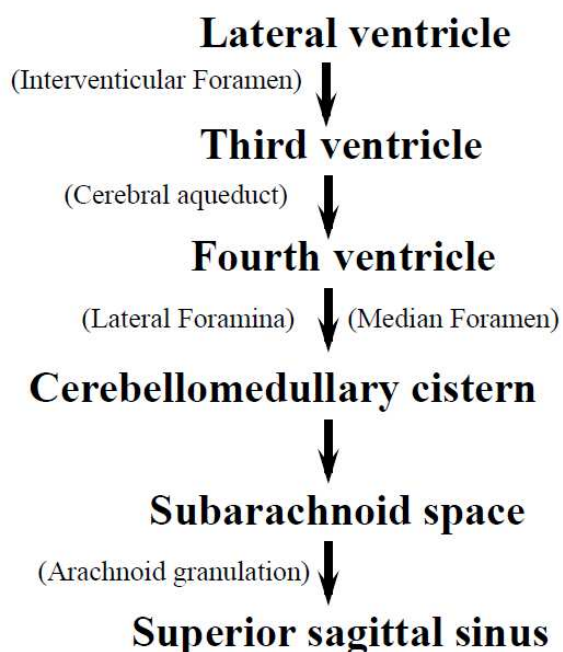 Lateral ventricle
(Interventicular Foramen)
Third ventricle
(Cerebral aqueduct)
Fourth ventricle
(Lateral Foramina) (Median Foramen)
Cerebellomedullary cistern
Subarachnoid space
(Arachnoid granulation)
Superior sagittal sinus